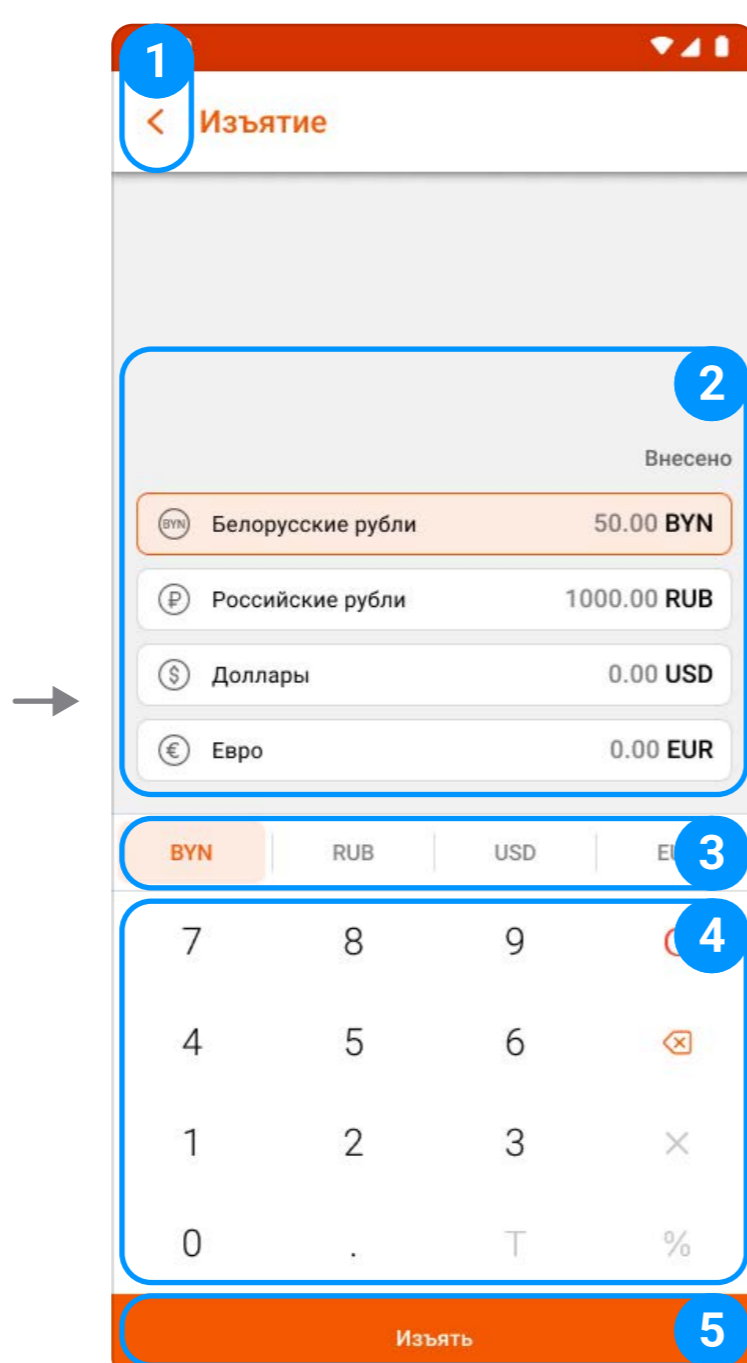 1
Изъятие
2
Внесено
BYN Белорусские рубли 50.00 BYN
₽ Российские рубли 1000.00 RUB
$ Доллары 0.00 USD
€ Евро 0.00 EUR
BYN RUB USD 3
7 8 9 4
4 5 6
1 2 3 ×
0 . T %
Изъять 5